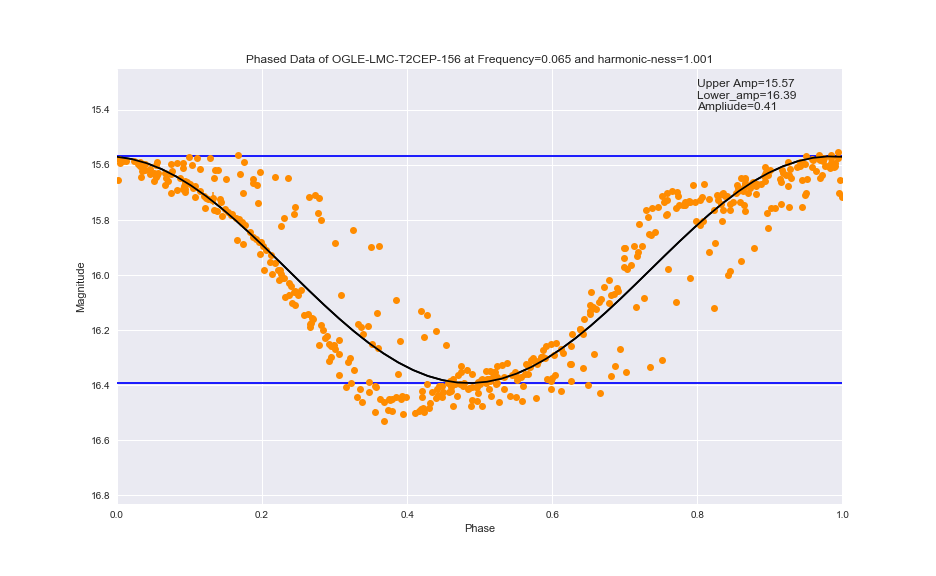 Phased Data of OGLE-LMC-T2CEP-156 at Frequency=0.065 and harmonic-ness=1.001
Upper Amp=15.57
Lower_amp=16.39
Ampliude=0.41
15.4
15.6
15.8
16.0
16.2
16.4
16.6
16.8
Magnitude
0.0 0.2 0.4 0.6 0.8 1.0
Phase